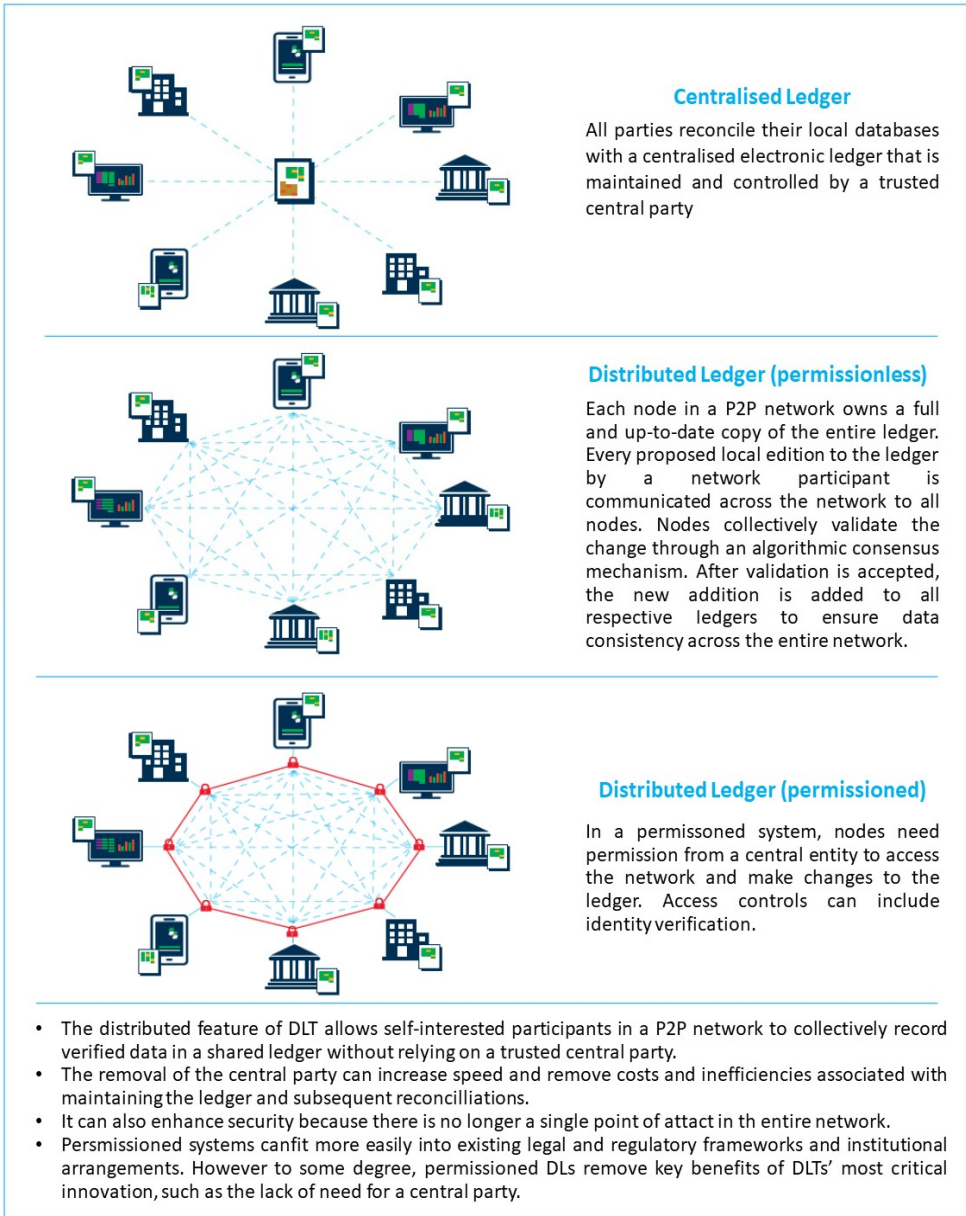 Centralised Ledger
All parties reconcile their local databases
with a centralised electronic ledger that is
maintained and controlled by a trusted
central party
Distributed Ledger (permissionless)
Each node in a P2P network owns a full
and up-to-date copy of the entire ledger.
Every proposed local edition to the ledger
by a network participant is
communicated across the network to all
nodes. Nodes collectively validate the
change through an algorithmic consensus
mechanism. After validation is accepted,
the new addition is added to all
respective ledgers to ensure data
consistency across the entire network.
Distributed Ledger (permissioned)
In a permissoned system, nodes need
permission from a central entity to access
the network and make changes to the
ledger. Access controls can include
identity verification.
• The distributed feature of DLT allows self-interested participants in a P2P network to collectively record
verified data in a shared ledger without relying on a trusted central party.
• The removal of the central party can increase speed and remove costs and inefficiencies associated with
maintaining the ledger and subsequent reconcilliations.
• It can also enhance security because there is no longer a single point of attact in th entire network.
• Persmissioned systems canfit more easily into existing legal and regulatory frameworks and institutional
arrangements. However to some degree, permissioned DLs remove key benefits of DLTs’ most critical
innovation, such as the lack of need for a central party.